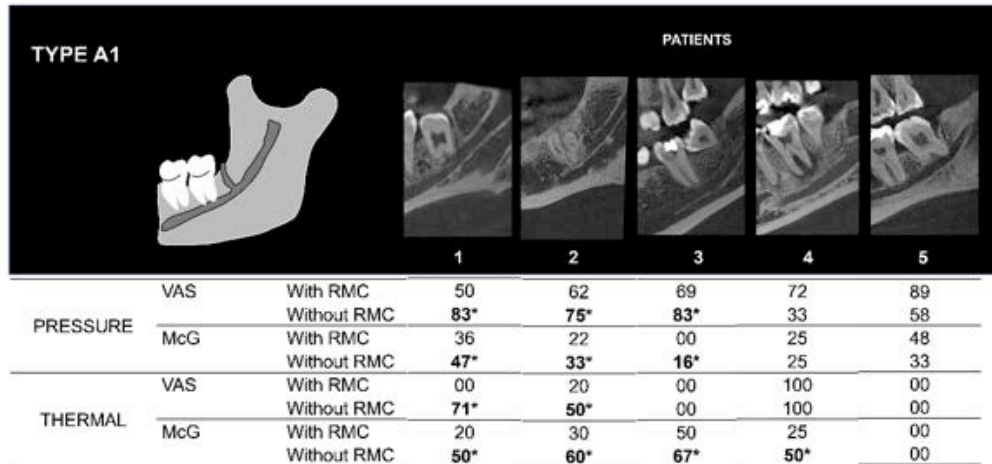 TYPE A1
PATIENTS
1 2 3 4 5
PRESSURE VAS With RMC 50 62 69 72 89
Without RMC 83* 75* 83* 33 58
McG With RMC 36 22 00 25 48
Without RMC 47* 33* 16* 25 33
THERMAL VAS With RMC 00 20 00 100 00
Without RMC 71* 50* 00 100 00
McG With RMC 20 30 50 25 00
Without RMC 50* 60* 67* 50* 00